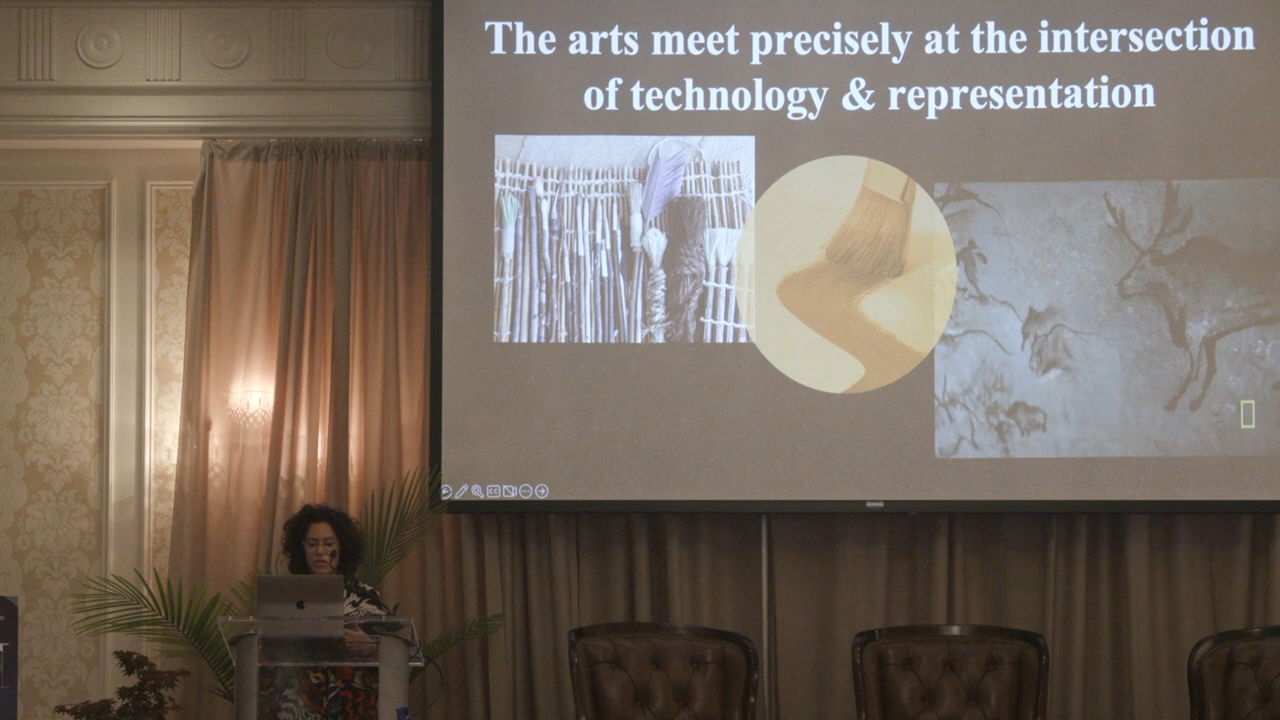 The arts meet precisely at the intersection
of technology & representation